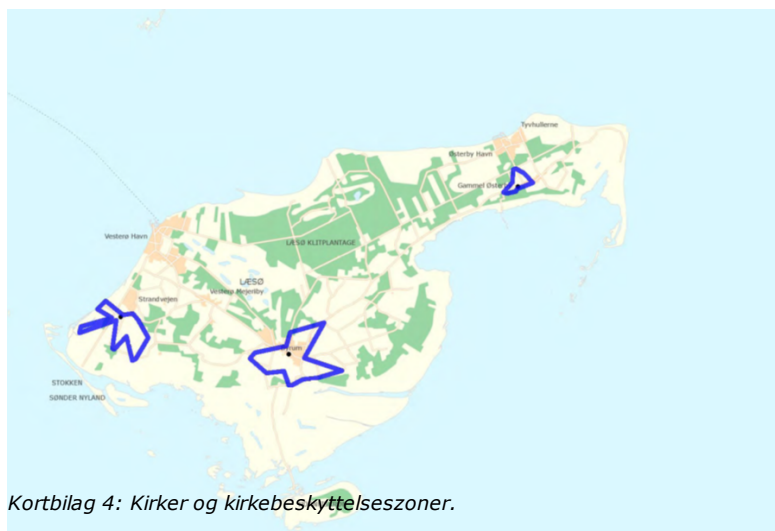 Tyvhullerne
Østerby Havn
Gammel Østerby
LÆSØ KLITPLANTAGE
Vesterø Havn
LÆSØ
Strandvejen
STOKKEN
SØNDER NYLAND
Kortbilag 4: Kirker og kirkebeskyttelseszoner.